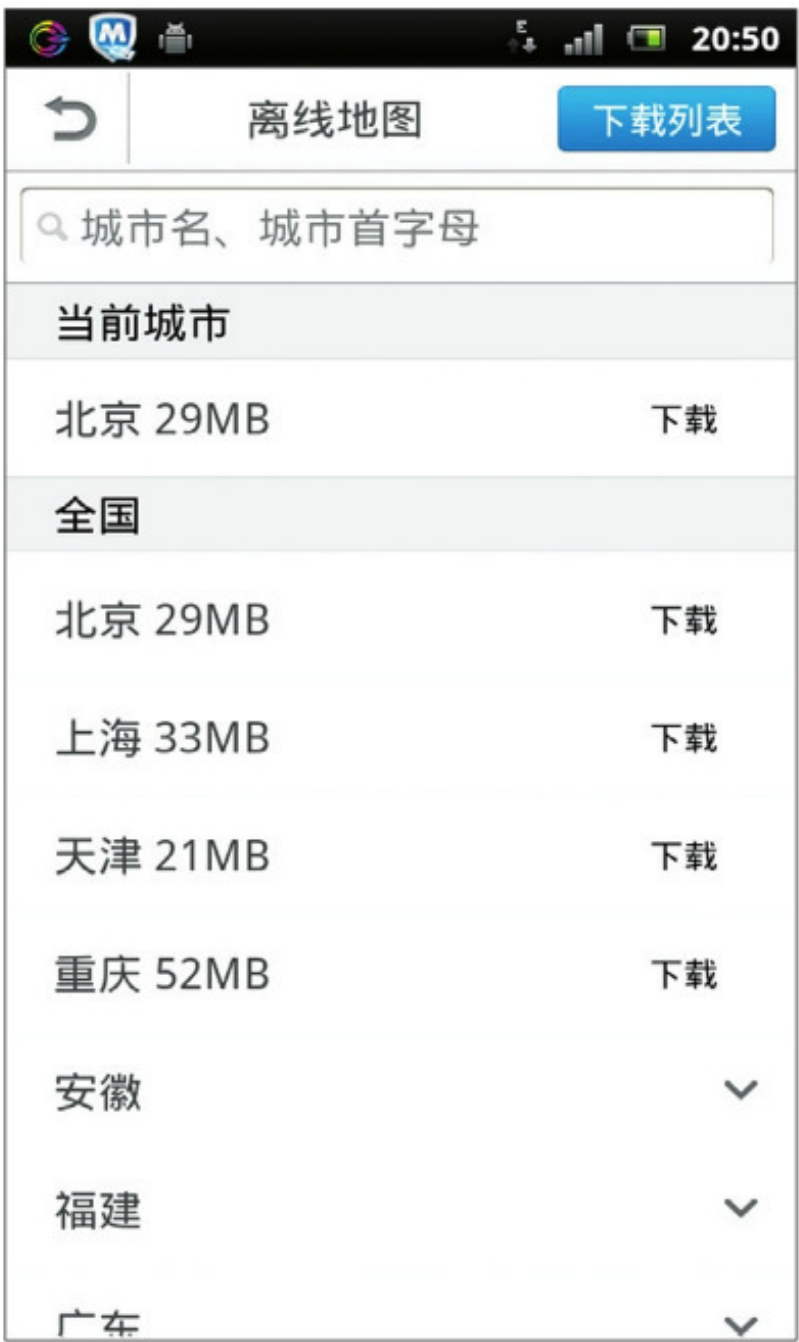 E
20:50
离线地图 下载列表
城市名、城市首字母
当前城市
北京 29MB 下载
全国
北京 29MB 下载
上海 33MB 下载
天津 21MB 下载
重庆 52MB 下载
安徽
福建
广东